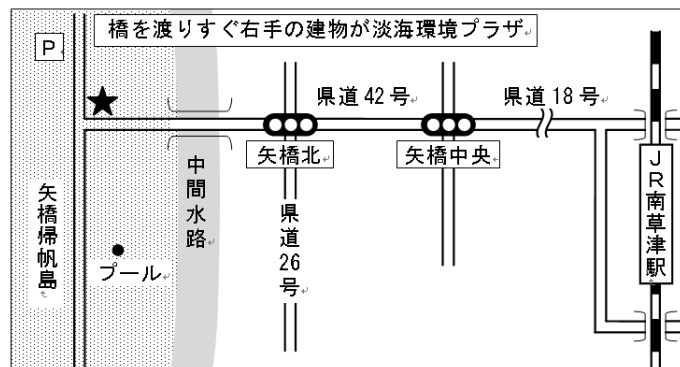 橋を渡りすぐ右手の建物が淡海環境プラザ
P
県道42号
県道18号
矢橋北
矢橋中央
中間水路
県道26号
矢橋帰帆島
プール
JR南草津駅